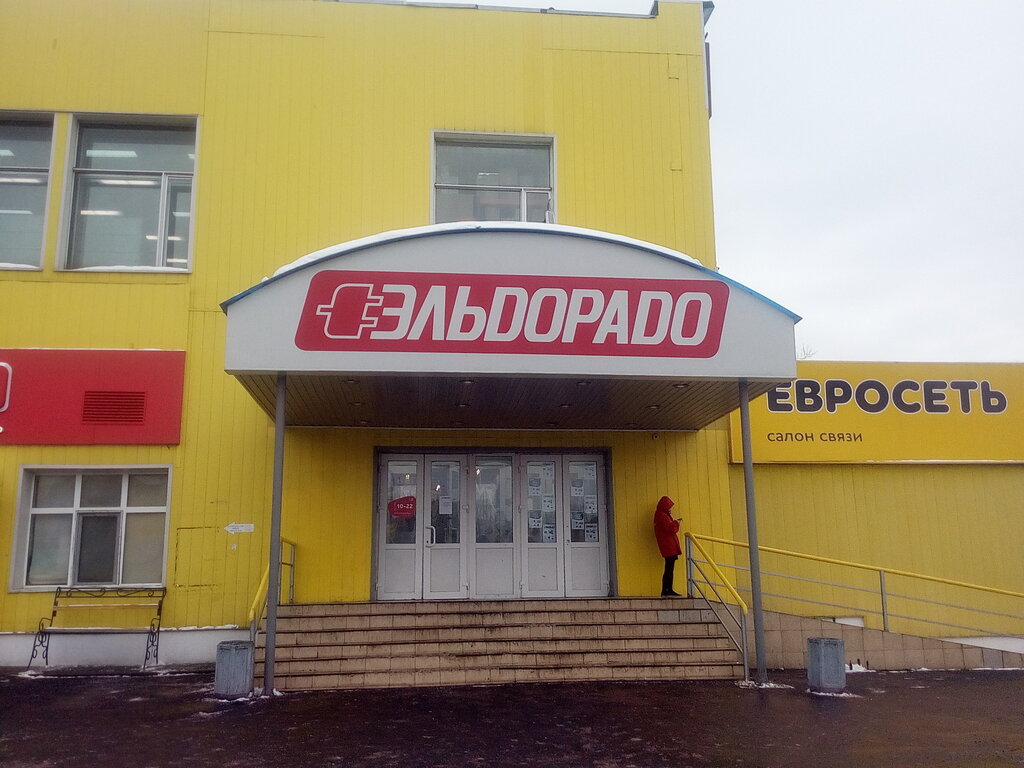 ЭЛЬДОРАДО
ЕВРОСЕТЬ
салон связи
10-22